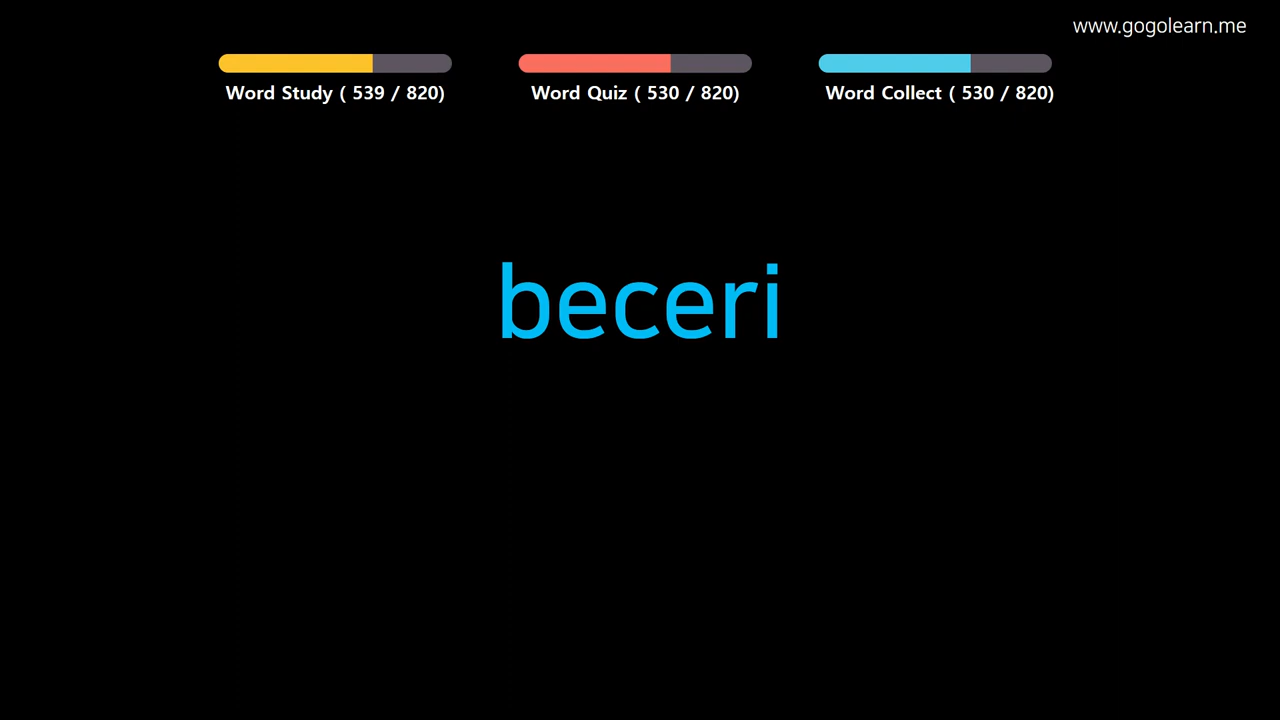 www.gogolearn.me
Word Study ( 539 / 820)
Word Quiz ( 530 / 820)
Word Collect ( 530 / 820)
beceri